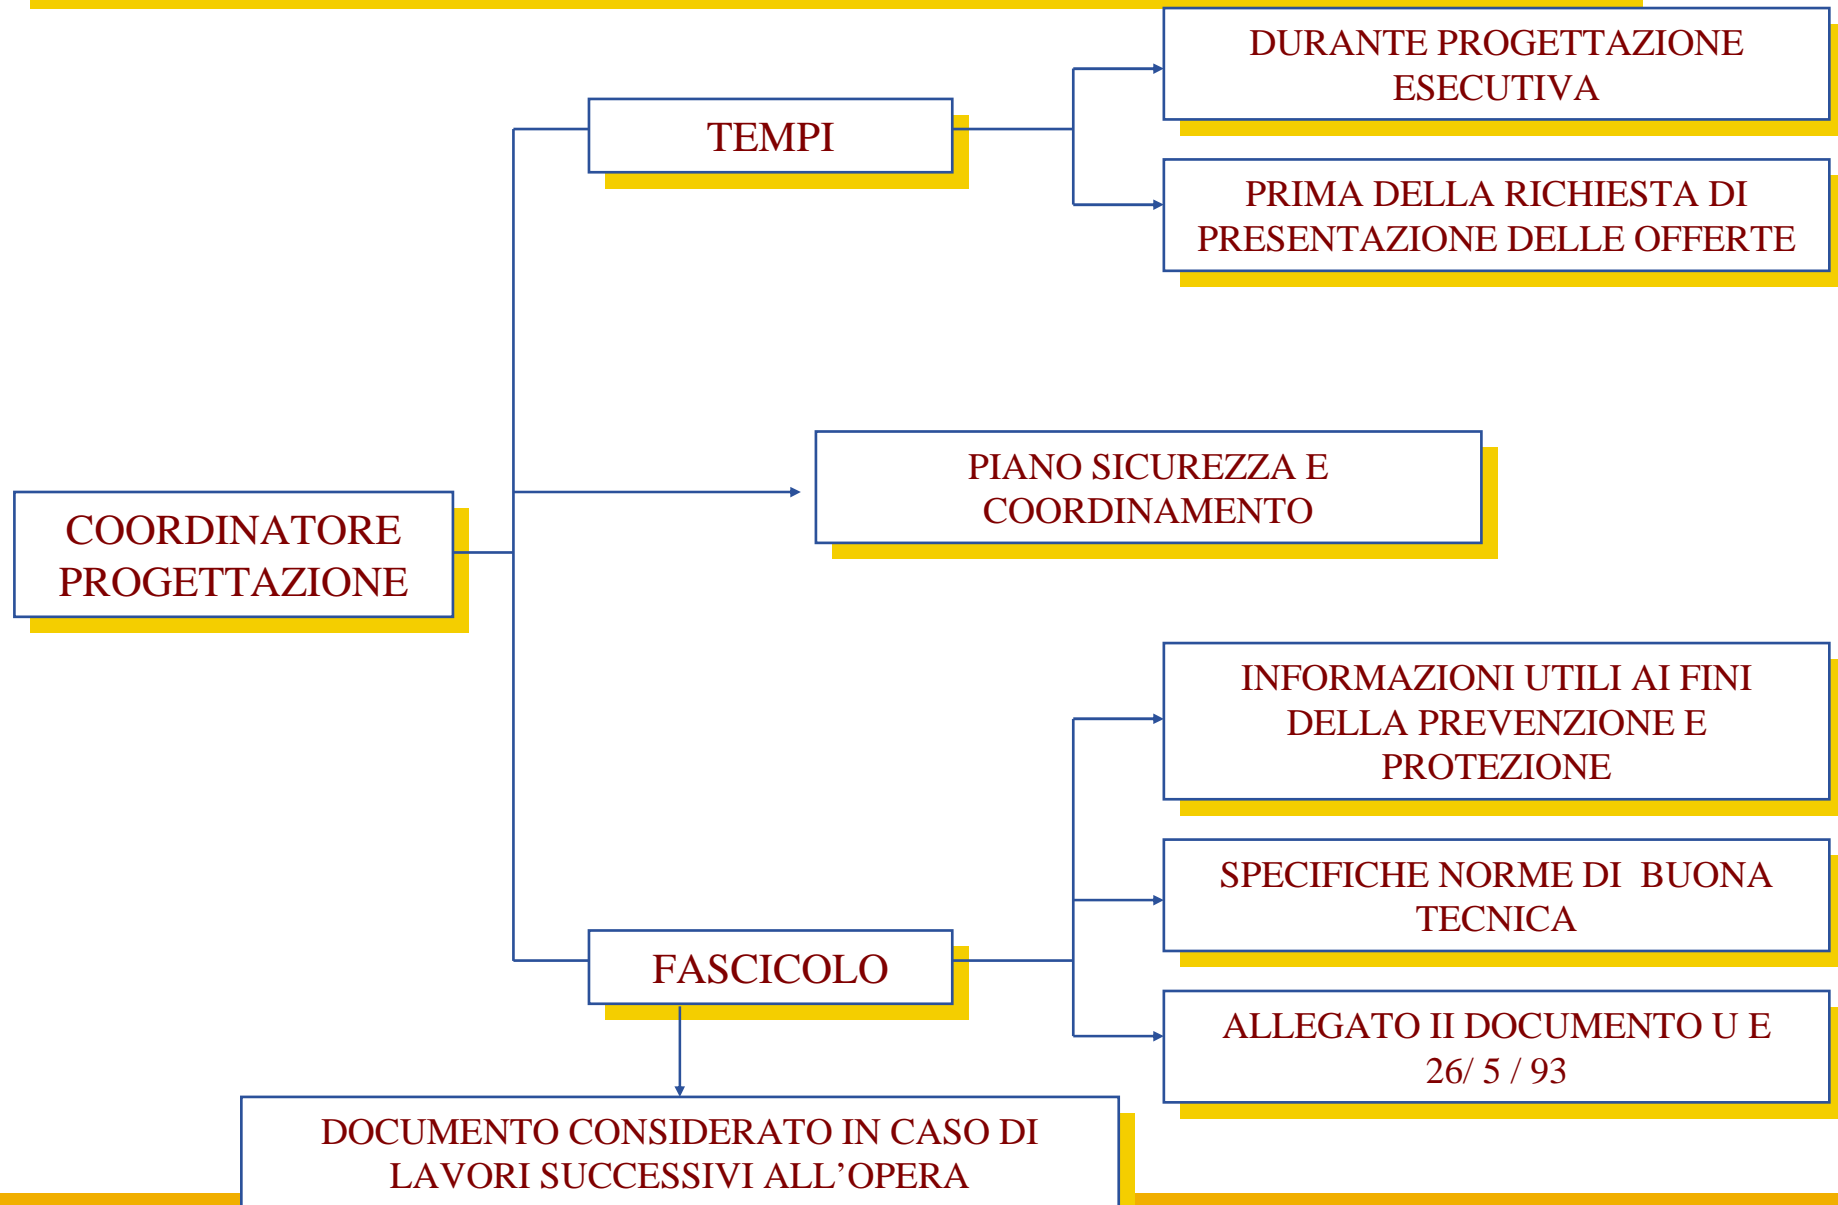 DURANTE PROGETTAZIONE
ESECUTIVA
TEMPI
PRIMA DELLA RICHIESTA DI
PRESENTAZIONE DELLE OFFERTE
PIANO SICUREZZA E
COORDINAMENTO
COORDINATORE
PROGETTAZIONE
INFORMAZIONI UTILI AI FINI
DELLA PREVENZIONE E
PROTEZIONE
SPECIFICHE NORME DI  BUONA
TECNICA
FASCICOLO
ALLEGATO II DOCUMENTO U E
26/ 5 / 93
DOCUMENTO CONSIDERATO IN CASO DI
LAVORI SUCCESSIVI ALL’OPERA